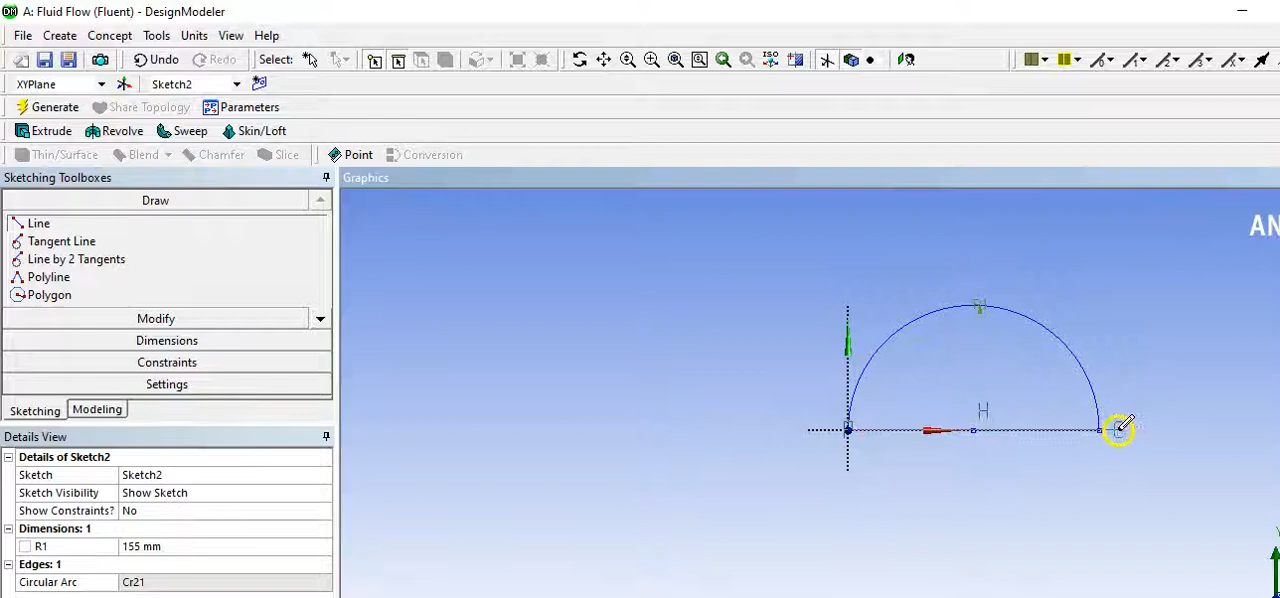 A: Fluid Flow (Fluent) - DesignModeler
File Create Concept Tools Units View Help
Undo Redo Select: ISO
XYPlane Sketch2
Generate Share Topology Parameters
Extrude Revolve Sweep Skin/Loft
Thin/Surface Blend Chamfer Slice Point Conversion
Sketching Toolboxes
Graphics
Draw
Line
Tangent Line
Line by 2 Tangents
Polyline
Polygon
Modify
Dimensions
Constraints
Settings
Sketching Modeling
AN
H
Details View
Details of Sketch2
Sketch Sketch2
Sketch Visibility Show Sketch
Show Constraints? No
Dimensions: 1
R1 155 mm
Edges: 1
Circular Arc Cr21